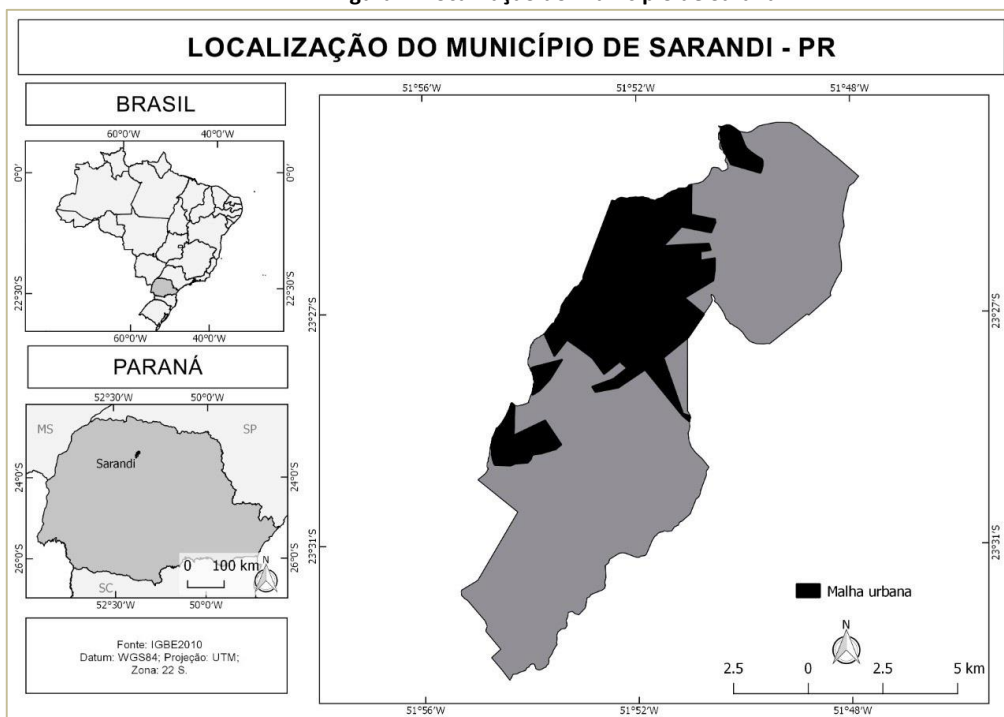 LOCALIZAÇÃO DO MUNICÍPIO DE SARANDI - PR
BRASIL
60°0'W 40°0'W
0°0' 0°0'
22°30'S 22°30'S
60°0'W 40°0'W
PARANÁ
52°30'W 50°0'W
MS SP
Sarandi
24°0'S 24°0'S
26°0'S 26°0'S
0 100 km N
SC
52°30'W 50°0'W
Fonte: IGBE2010
Datum: WGS84; Projeção: UTM;
Zona: 22 S.
51°56'W 51°52'W 51°48'W
23°27'S 23°27'S
23°31'S 23°31'S
Malha urbana
N
2.5 0 2.5 5 km
51°56'W 51°52'W 51°48'W